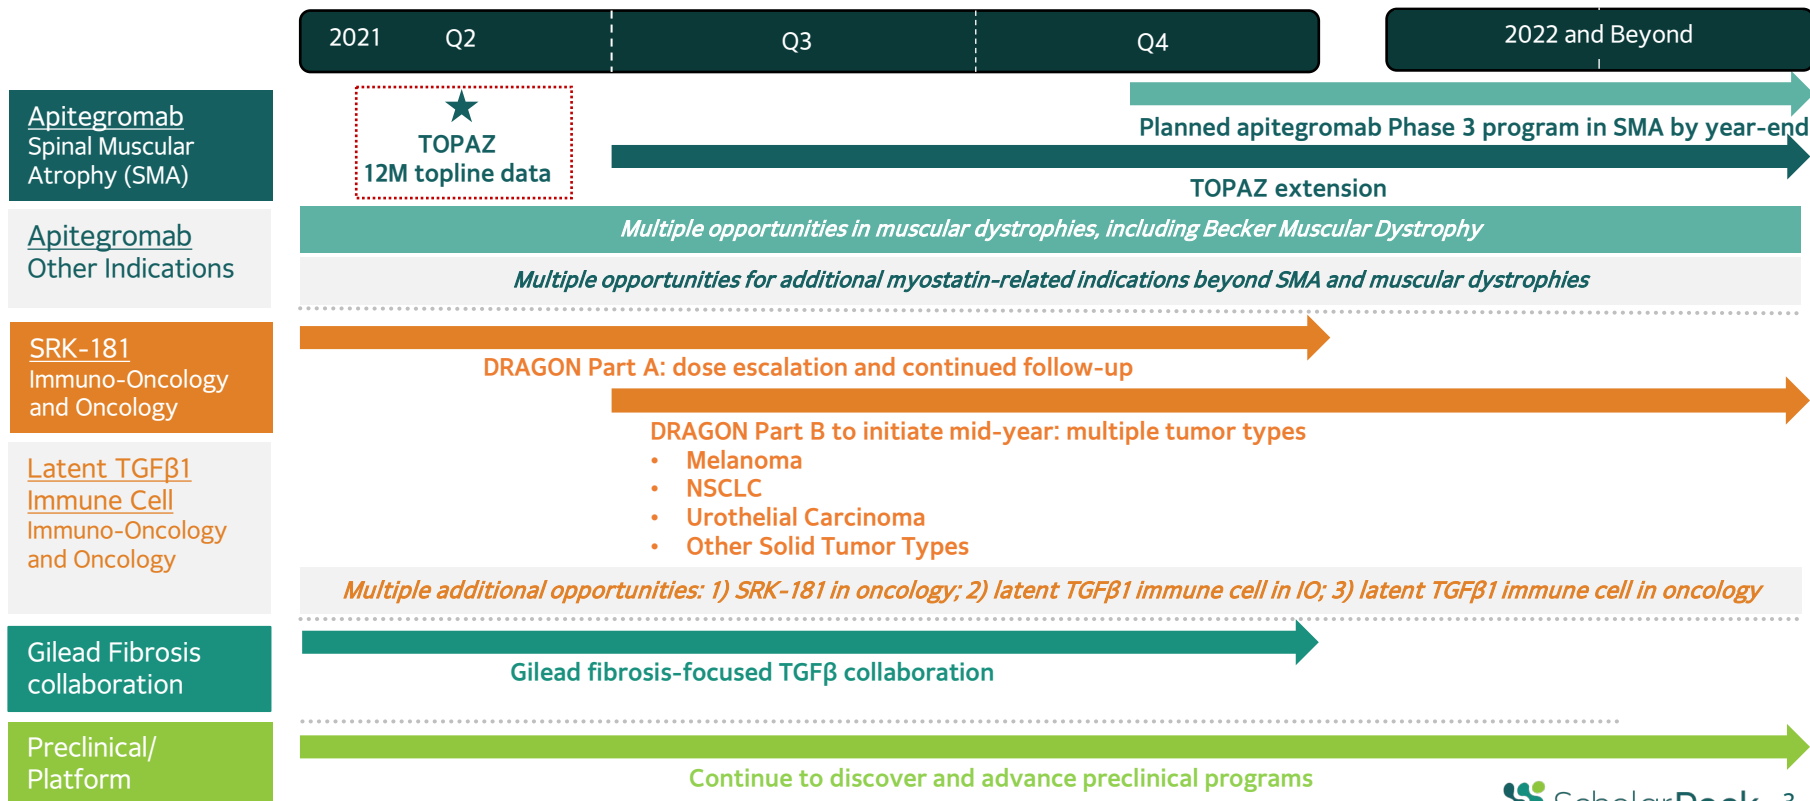 2021 Q2 Q3 Q4 2022 and Beyond
Apitegromab
Spinal Muscular
Atrophy (SMA)
TOPAZ
12M topline data
Planned apitegromab Phase 3 program in SMA by year-end
TOPAZ extension
Apitegromab
Other Indications
Multiple opportunities in muscular dystrophies, including Becker Muscular Dystrophy
Multiple opportunities for additional myostatin-related indications beyond SMA and muscular dystrophies
SRK-181
Immuno-Oncology
and Oncology
DRAGON Part A: dose escalation and continued follow-up
DRAGON Part B to initiate mid-year: multiple tumor types
• Melanoma
• NSCLC
• Urothelial Carcinoma
• Other Solid Tumor Types
Latent TGFβ1
Immune Cell
Immuno-Oncology
and Oncology
Multiple additional opportunities: 1) SRK-181 in oncology; 2) latent TGFβ1 immune cell in IO; 3) latent TGFβ1 immune cell in oncology
Gilead Fibrosis
collaboration
Gilead fibrosis-focused TGFβ collaboration
Preclinical/
Platform
Continue to discover and advance preclinical programs